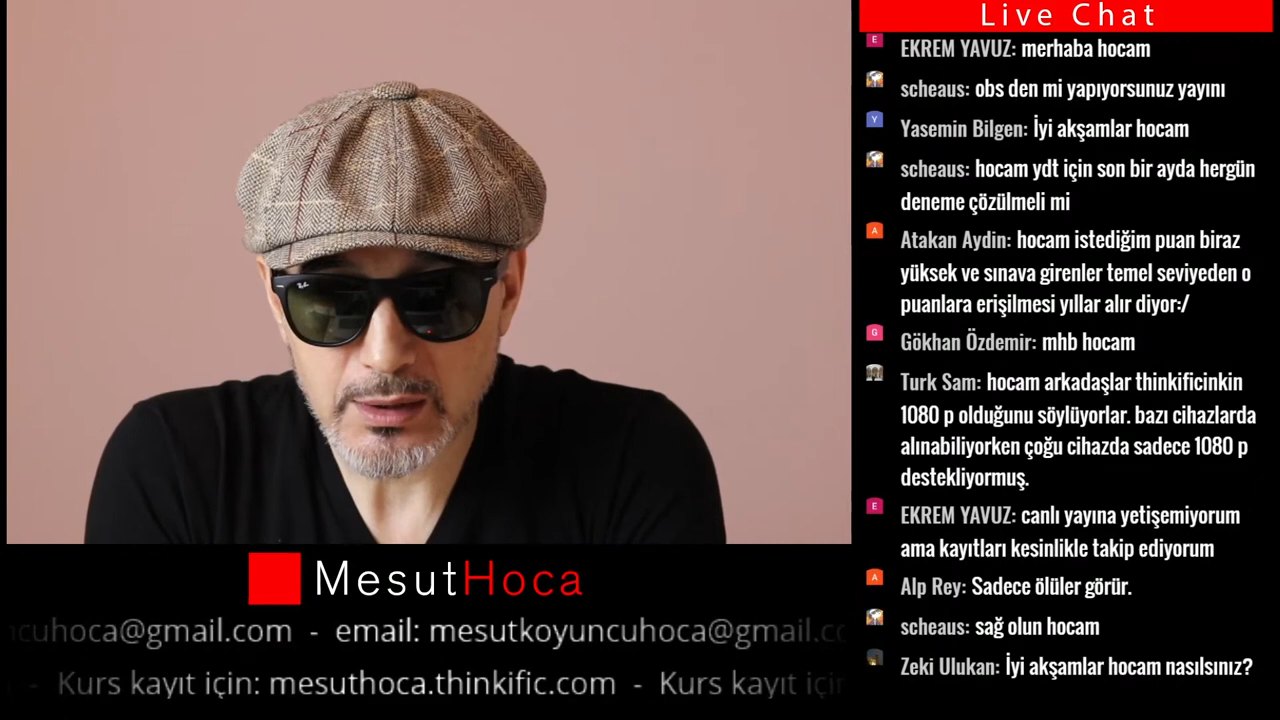 Live Chat
E
EKREM YAVUZ: merhaba hocam
scheaus: obs den mi yapıyorsunuz yayını
Y
Yasemin Bilgen: İyi akşamlar hocam
scheaus: hocam ydt için son bir ayda hergün
deneme çözülmeli mi
A
Atakan Aydin: hocam istediğim puan biraz
yüksek ve sınava girenler temel seviyeden o
puanlara erişilmesi yıllar alır diyor:/
G
Gökhan Özdemir: mhb hocam
Turk Sam: hocam arkadaşlar thinkificinkin
1080 p olduğunu söylüyorlar. bazı cihazlarda
alınabiliyorken çoğu cihazda sadece 1080 p
destekliyormuş.
E
EKREM YAVUZ: canlı yayına yetişemiyorum
ama kayıtları kesinlikle takip ediyorum
A
Alp Rey: Sadece ölüler görür.
scheaus: sağ olun hocam
Zeki Ulukan: İyi akşamlar hocam nasılsınız?
Ray-Ban
MesutHoca
cuhoca@gmail.com - email: mesutkoyuncuhoca@gmail.co
- Kurs kayıt için: mesuthoca.thinkific.com - Kurs kayıt için